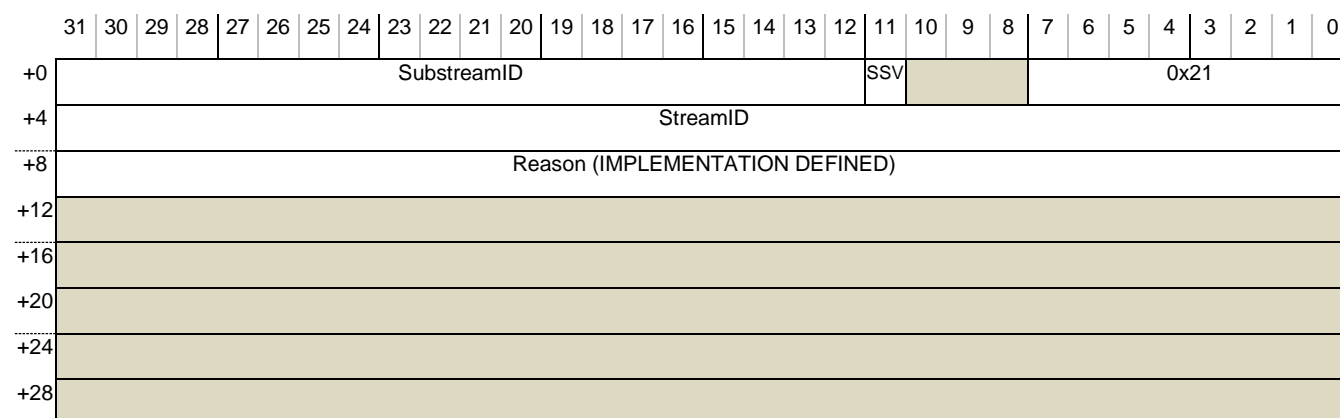 31 30 29 28 27 26 25 24 23 22 21 20 19 18 17 16 15 14 13 12 11 10 9 8 7 6 5 4 3 2 1 0
+0 SubstreamID SSV 0x21
+4 StreamID
+8 Reason (IMPLEMENTATION DEFINED)
+12
+16
+20
+24
+28